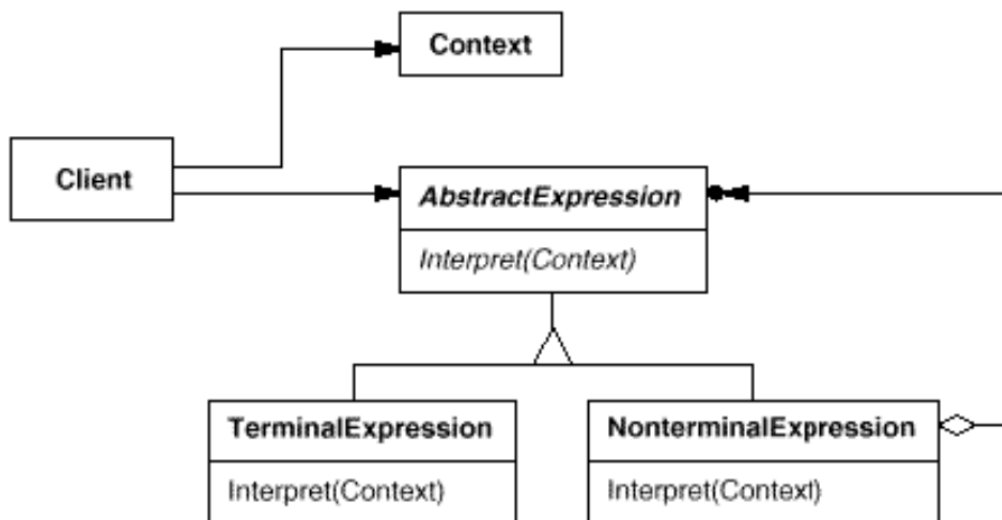 Context
Client
AbstractExpression
Interpret(Context)
TerminalExpression
NonterminalExpression
Interpret(Context)
Interpret(Context)